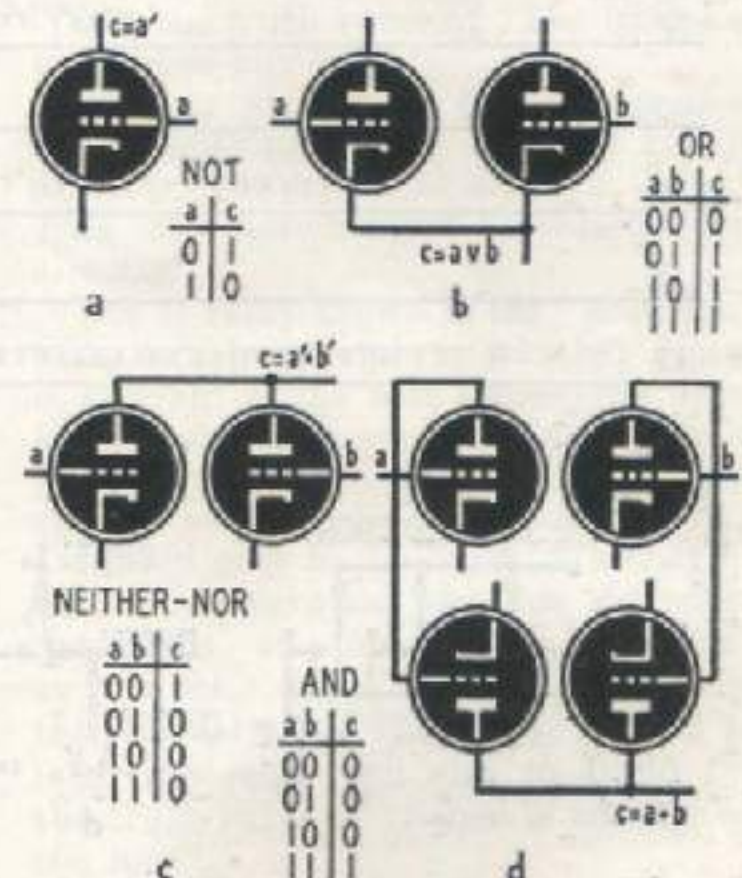 c=a′
a
NOT
a | c
0 | 1
1 | 0
a
a
b
c=a∨b
b
OR
a b | c
0 0 | 0
0 1 | 1
1 0 | 1
1 1 | 1
c=a′•b′
a
b
NEITHER-NOR
a b | c
0 0 | 1
0 1 | 0
1 0 | 0
1 1 | 0
c
a
b
AND
a b | c
0 0 | 0
0 1 | 0
1 0 | 0
1 1 | 1
c=a•b
d